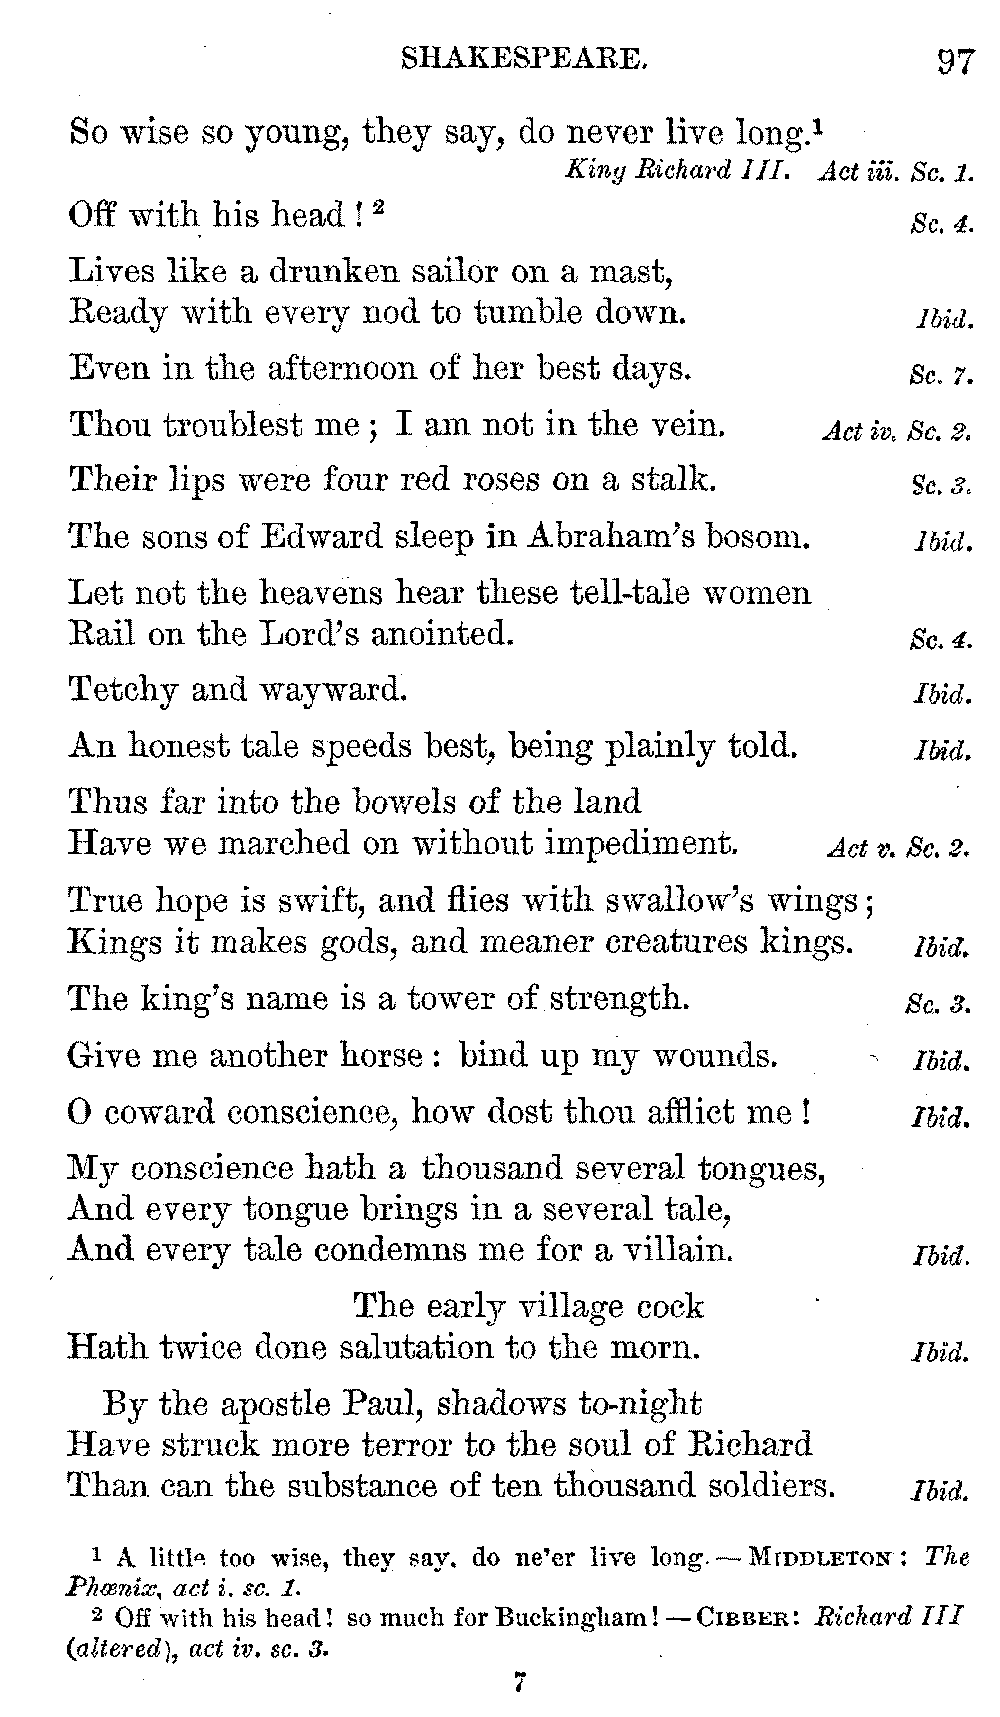 SHAKESPEARE. 97
So wise so young, they say, do never live long.¹
King Richard III. Act iii. Sc. 1.
Off with his head! ² Sc. 4.
Lives like a drunken sailor on a mast,
Ready with every nod to tumble down. Ibid.
Even in the afternoon of her best days. Sc. 7.
Thou troublest me; I am not in the vein. Act iv. Sc. 2.
Their lips were four red roses on a stalk. Sc. 3.
The sons of Edward sleep in Abraham's bosom. Ibid.
Let not the heavens hear these tell-tale women
Rail on the Lord's anointed. Sc. 4.
Tetchy and wayward. Ibid.
An honest tale speeds best, being plainly told. Ibid.
Thus far into the bowels of the land
Have we marched on without impediment. Act v. Sc. 2.
True hope is swift, and flies with swallow's wings;
Kings it makes gods, and meaner creatures kings. Ibid.
The king's name is a tower of strength. Sc. 3.
Give me another horse: bind up my wounds. Ibid.
O coward conscience, how dost thou afflict me! Ibid.
My conscience hath a thousand several tongues,
And every tongue brings in a several tale,
And every tale condemns me for a villain. Ibid.
The early village cock
Hath twice done salutation to the morn. Ibid.
By the apostle Paul, shadows to-night
Have struck more terror to the soul of Richard
Than can the substance of ten thousand soldiers. Ibid.
¹ A little too wise, they say, do ne'er live long. — MIDDLETON: The
Phœnix, act i. sc. 1.
² Off with his head! so much for Buckingham! — CIBBER: Richard III
(altered), act iv. sc. 3.
7